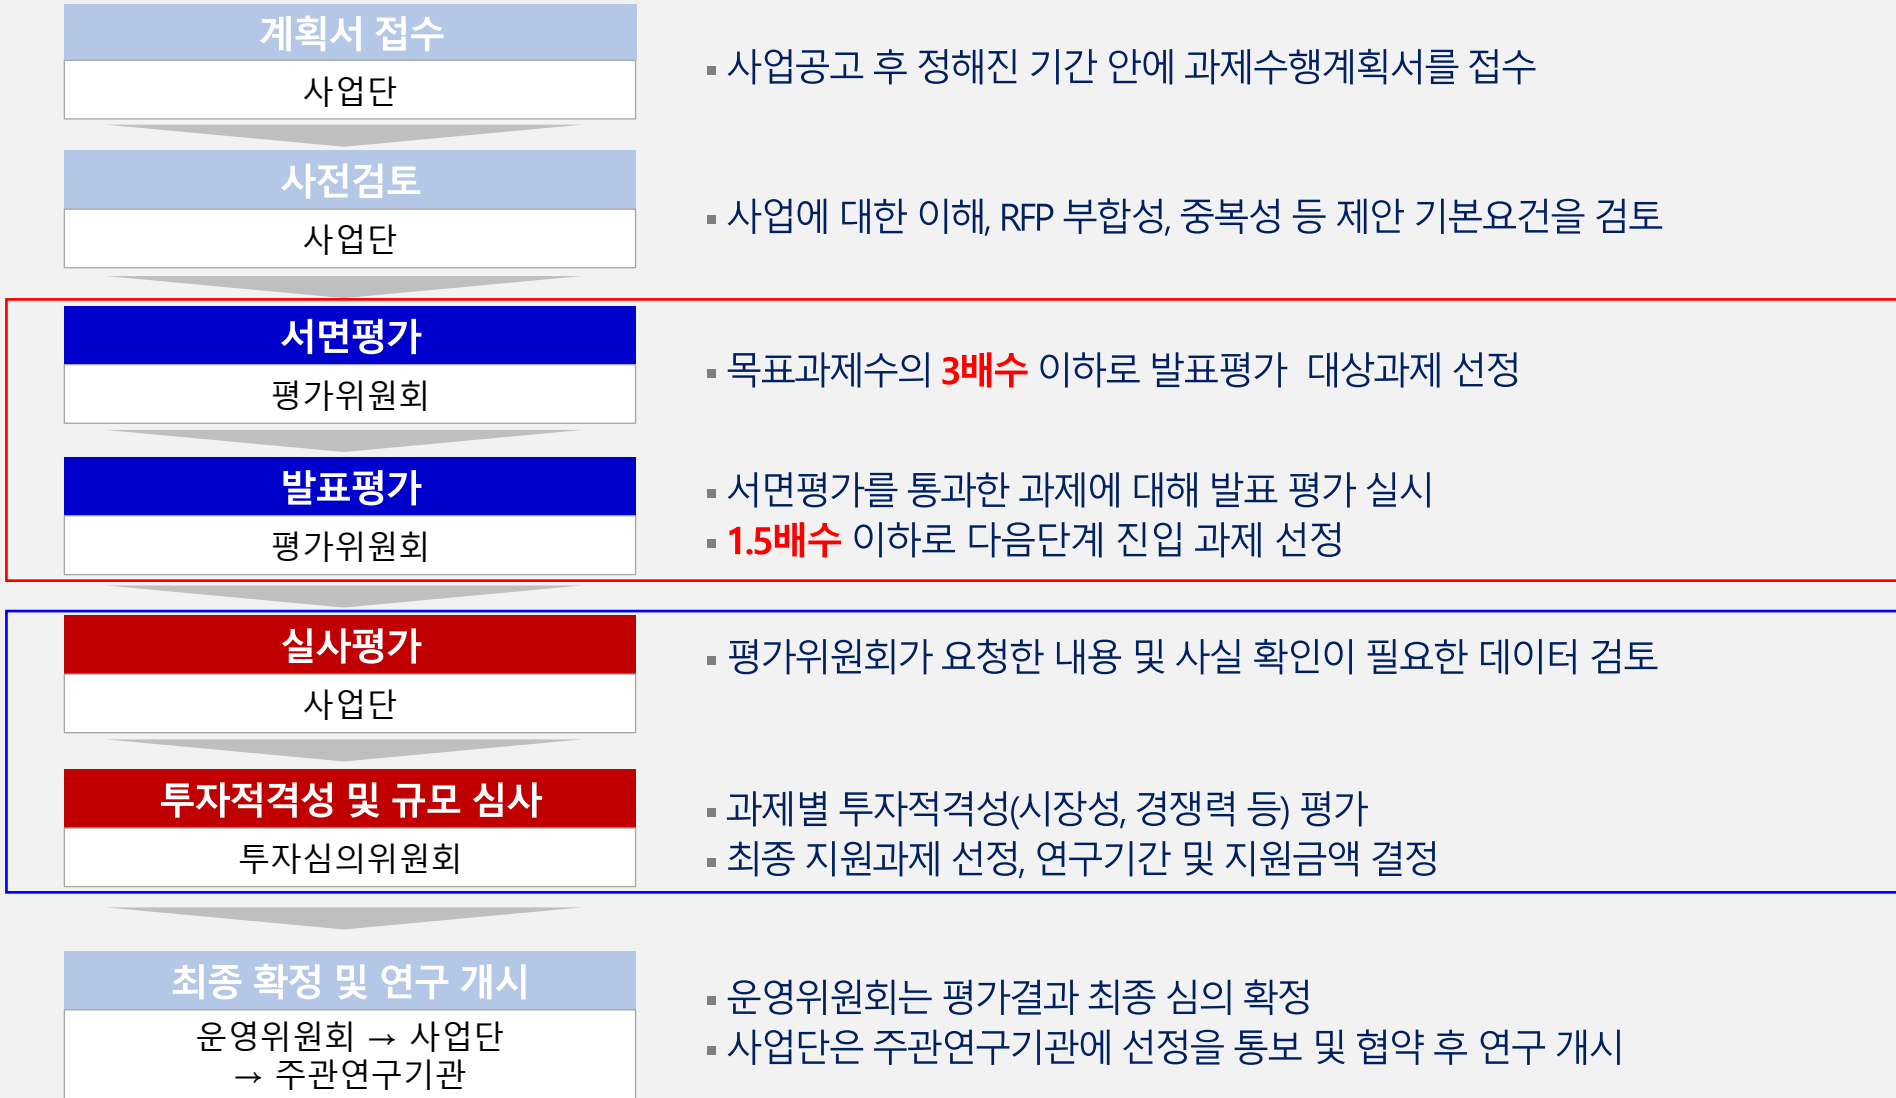 계획서 접수
사업단
▪ 사업공고 후 정해진 기간 안에 과제수행계획서를 접수
사전검토
사업단
▪ 사업에 대한 이해, RFP 부합성, 중복성 등 제안 기본요건을 검토
서면평가
평가위원회
▪ 목표과제수의 3배수 이하로 발표평가 대상과제 선정
발표평가
평가위원회
▪ 서면평가를 통과한 과제에 대해 발표 평가 실시
▪ 1.5배수 이하로 다음단계 진입 과제 선정
실사평가
사업단
▪ 평가위원회가 요청한 내용 및 사실 확인이 필요한 데이터 검토
투자적격성 및 규모 심사
투자심의위원회
▪ 과제별 투자적격성(시장성, 경쟁력 등) 평가
▪ 최종 지원과제 선정, 연구기간 및 지원금액 결정
최종 확정 및 연구 개시
운영위원회 → 사업단
→ 주관연구기관
▪ 운영위원회는 평가결과 최종 심의 확정
▪ 사업단은 주관연구기관에 선정을 통보 및 협약 후 연구 개시